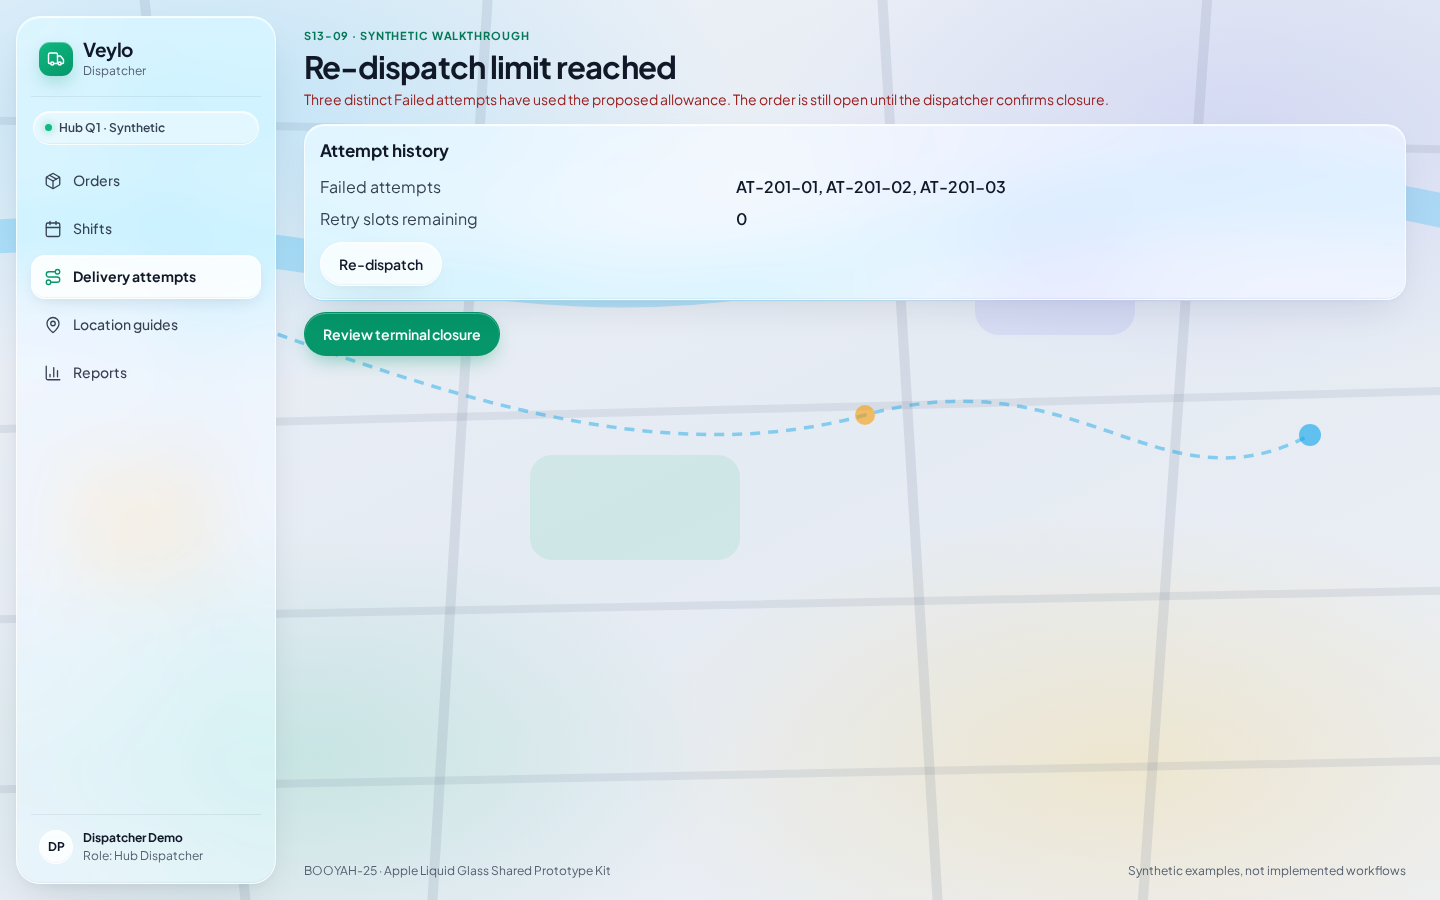 Veylo
Dispatcher
Hub Q1 · Synthetic
Orders
Shifts
Delivery attempts
Location guides
Reports
DP
Dispatcher Demo
Role: Hub Dispatcher
S13-09 · SYNTHETIC WALKTHROUGH
Re-dispatch limit reached
Three distinct Failed attempts have used the proposed allowance. The order is still open until the dispatcher confirms closure.
Attempt history
Failed attempts AT-201-01, AT-201-02, AT-201-03
Retry slots remaining 0
Re-dispatch
Review terminal closure
BOOYAH-25 · Apple Liquid Glass Shared Prototype Kit
Synthetic examples, not implemented workflows